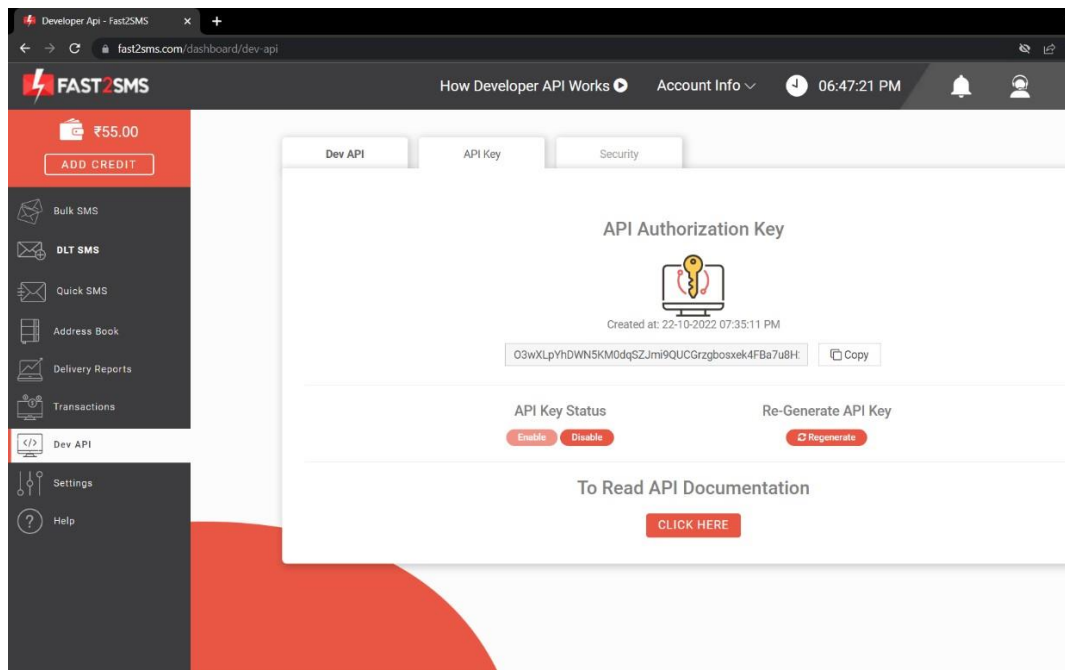 Developer Api - Fast2SMS
fast2sms.com/dashboard/dev-api
FAST2SMS
How Developer API Works
Account Info
06:47:21 PM
₹55.00
ADD CREDIT
Bulk SMS
DLT SMS
Quick SMS
Address Book
Delivery Reports
Transactions
Dev API
Settings
Help
Dev API
API Key
Security
API Authorization Key
Created at: 22-10-2022 07:35:11 PM
O3wXLpYhDWN5KM0dqSZJmi9QUCGrzgbosxek4FBa7u8H
Copy
API Key Status
Enable
Disable
Re-Generate API Key
Regenerate
To Read API Documentation
CLICK HERE